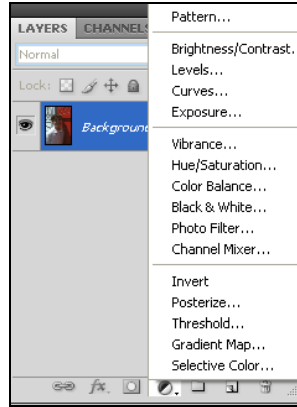 LAYERS CHANNELS
Normal
Lock:
Background
Pattern...
Brightness/Contrast.
Levels...
Curves...
Exposure...
Vibrance...
Hue/Saturation...
Color Balance...
Black & White...
Photo Filter...
Channel Mixer...
Invert
Posterize...
Threshold...
Gradient Map...
Selective Color...
fx.